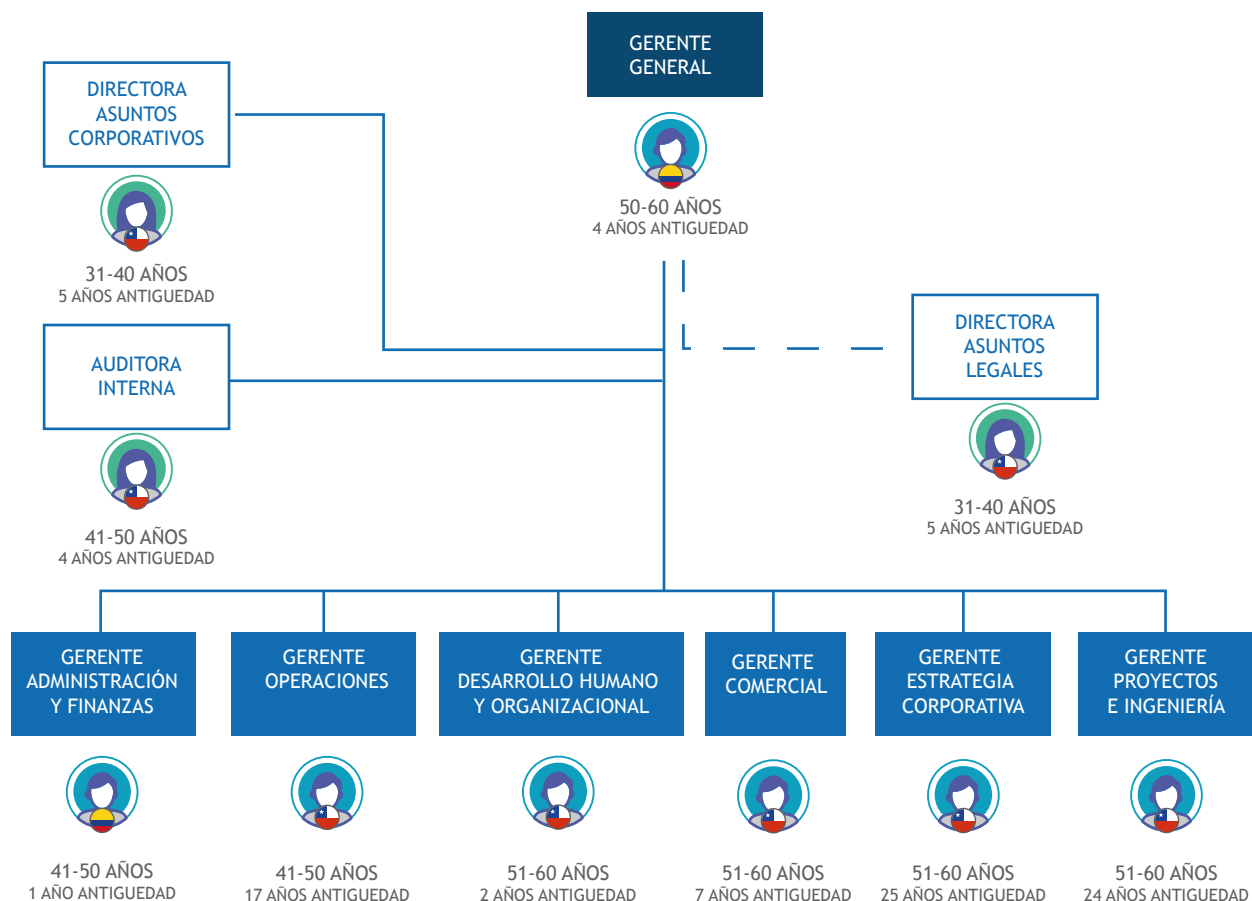 GERENTE
GENERAL
50-60 AÑOS
4 AÑOS ANTIGUEDAD
DIRECTORA
ASUNTOS
CORPORATIVOS
31-40 AÑOS
5 AÑOS ANTIGUEDAD
AUDITORA
INTERNA
41-50 AÑOS
4 AÑOS ANTIGUEDAD
DIRECTORA
ASUNTOS
LEGALES
31-40 AÑOS
5 AÑOS ANTIGUEDAD
GERENTE
ADMINISTRACIÓN
Y FINANZAS
41-50 AÑOS
1 AÑO ANTIGUEDAD
GERENTE
OPERACIONES
41-50 AÑOS
17 AÑOS ANTIGUEDAD
GERENTE
DESARROLLO HUMANO
Y ORGANIZACIONAL
51-60 AÑOS
2 AÑOS ANTIGUEDAD
GERENTE
COMERCIAL
51-60 AÑOS
7 AÑOS ANTIGUEDAD
GERENTE
ESTRATEGIA
CORPORATIVA
51-60 AÑOS
25 AÑOS ANTIGUEDAD
GERENTE
PROYECTOS
E INGENIERÍA
51-60 AÑOS
24 AÑOS ANTIGUEDAD